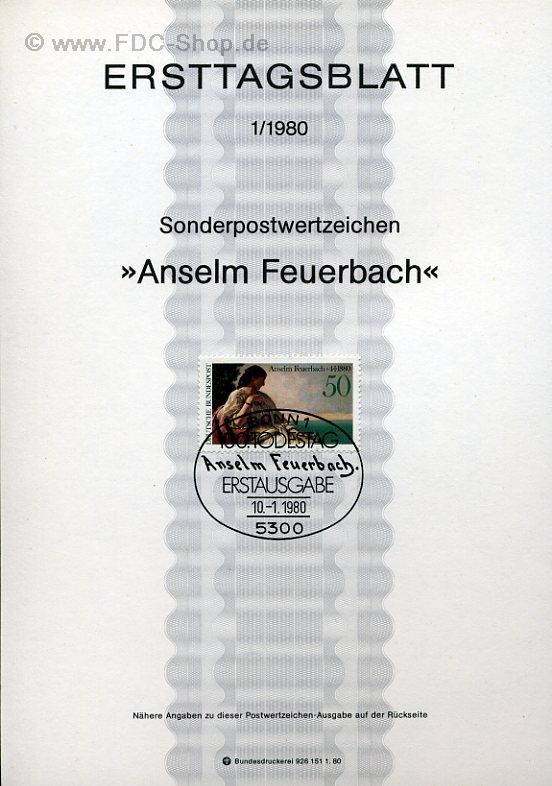 © www.FDC-Shop.de
ERSTTAGSBLATT
1/1980
Sonderpostwertzeichen
»Anselm Feuerbach«
DEUTSCHE BUNDESPOST
Anselm Feuerbach · 4·1·1880
50
BONN 1
100. TODESTAG
Anselm Feuerbach.
ERSTAUSGABE
10.-1.1980
5300
Nähere Angaben zu dieser Postwertzeichen-Ausgabe auf der Rückseite
Bundesdruckerei 926 151 1. 80